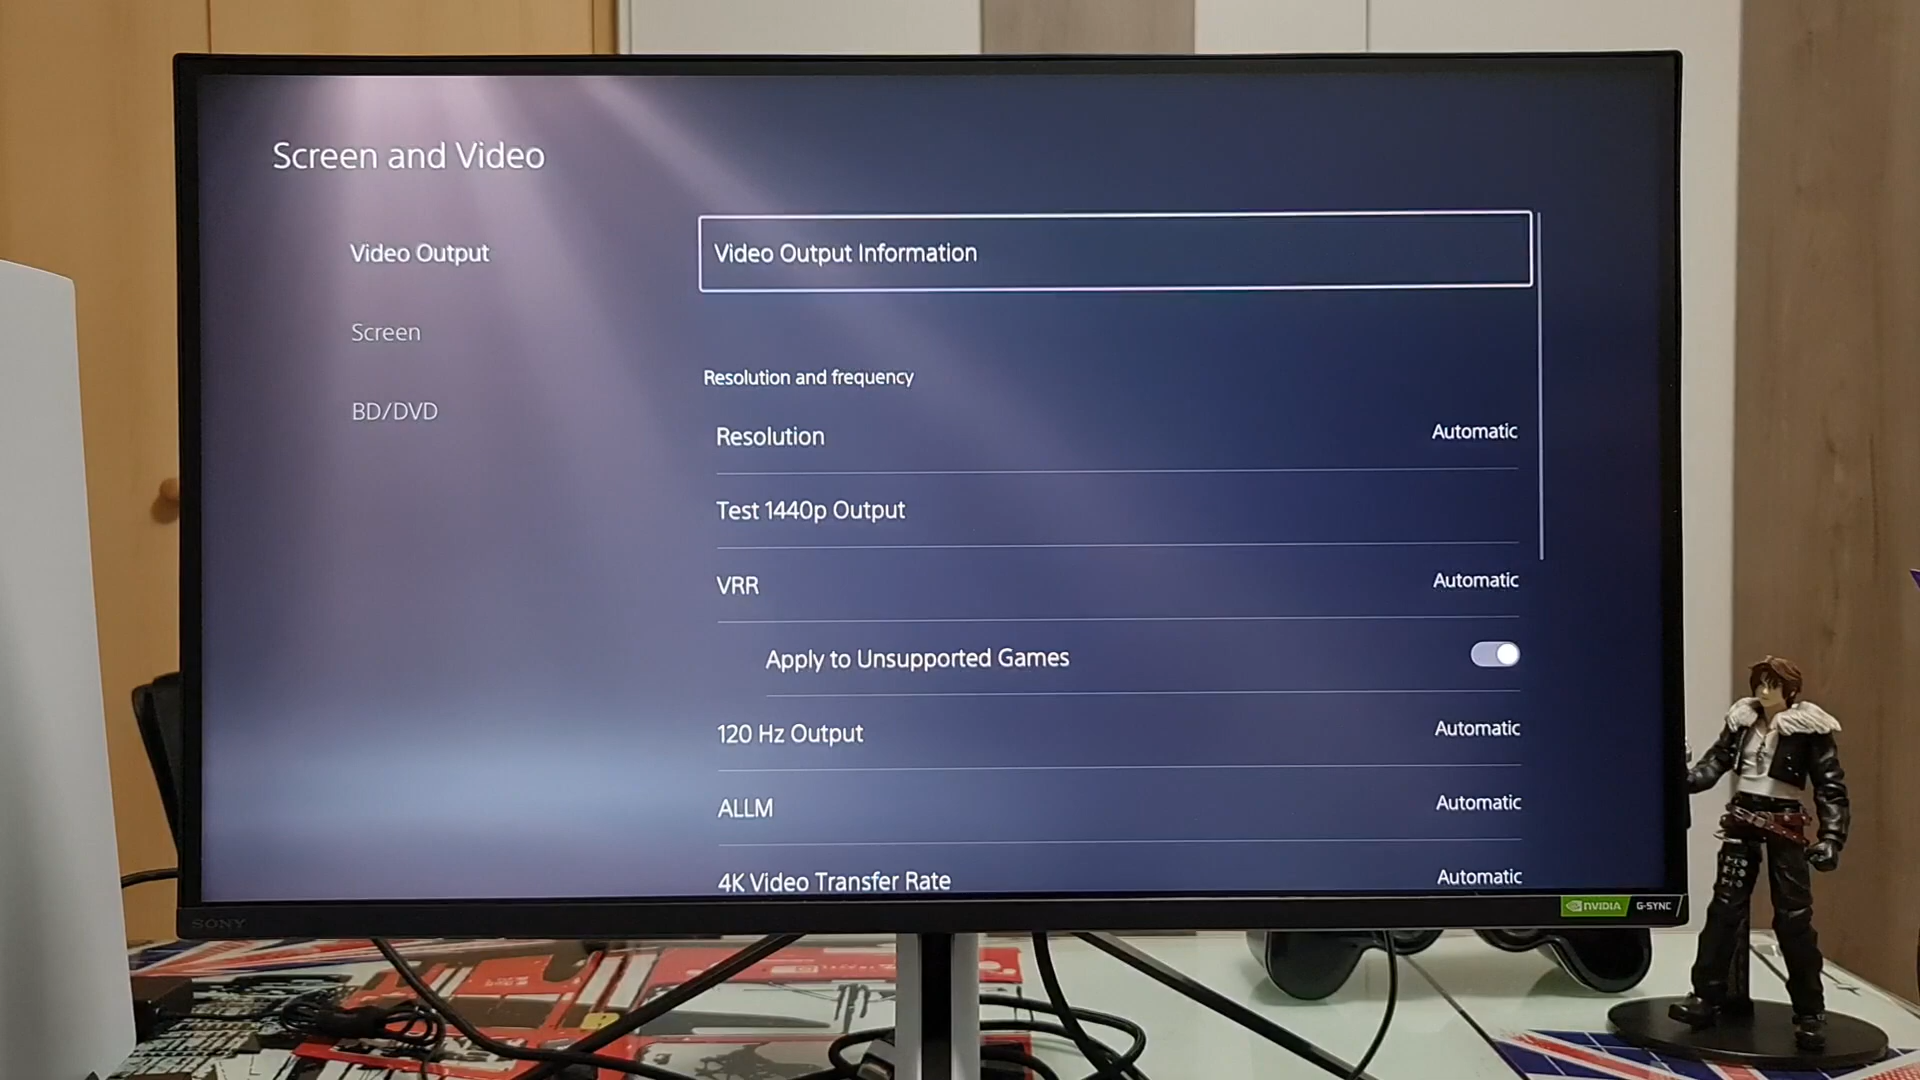 Screen and Video
Video Output
Screen
BD/DVD
Video Output Information
Resolution and frequency
Resolution Automatic
Test 1440p Output
VRR Automatic
Apply to Unsupported Games
120 Hz Output Automatic
ALLM Automatic
4K Video Transfer Rate Automatic
SONY
NVIDIA G-SYNC